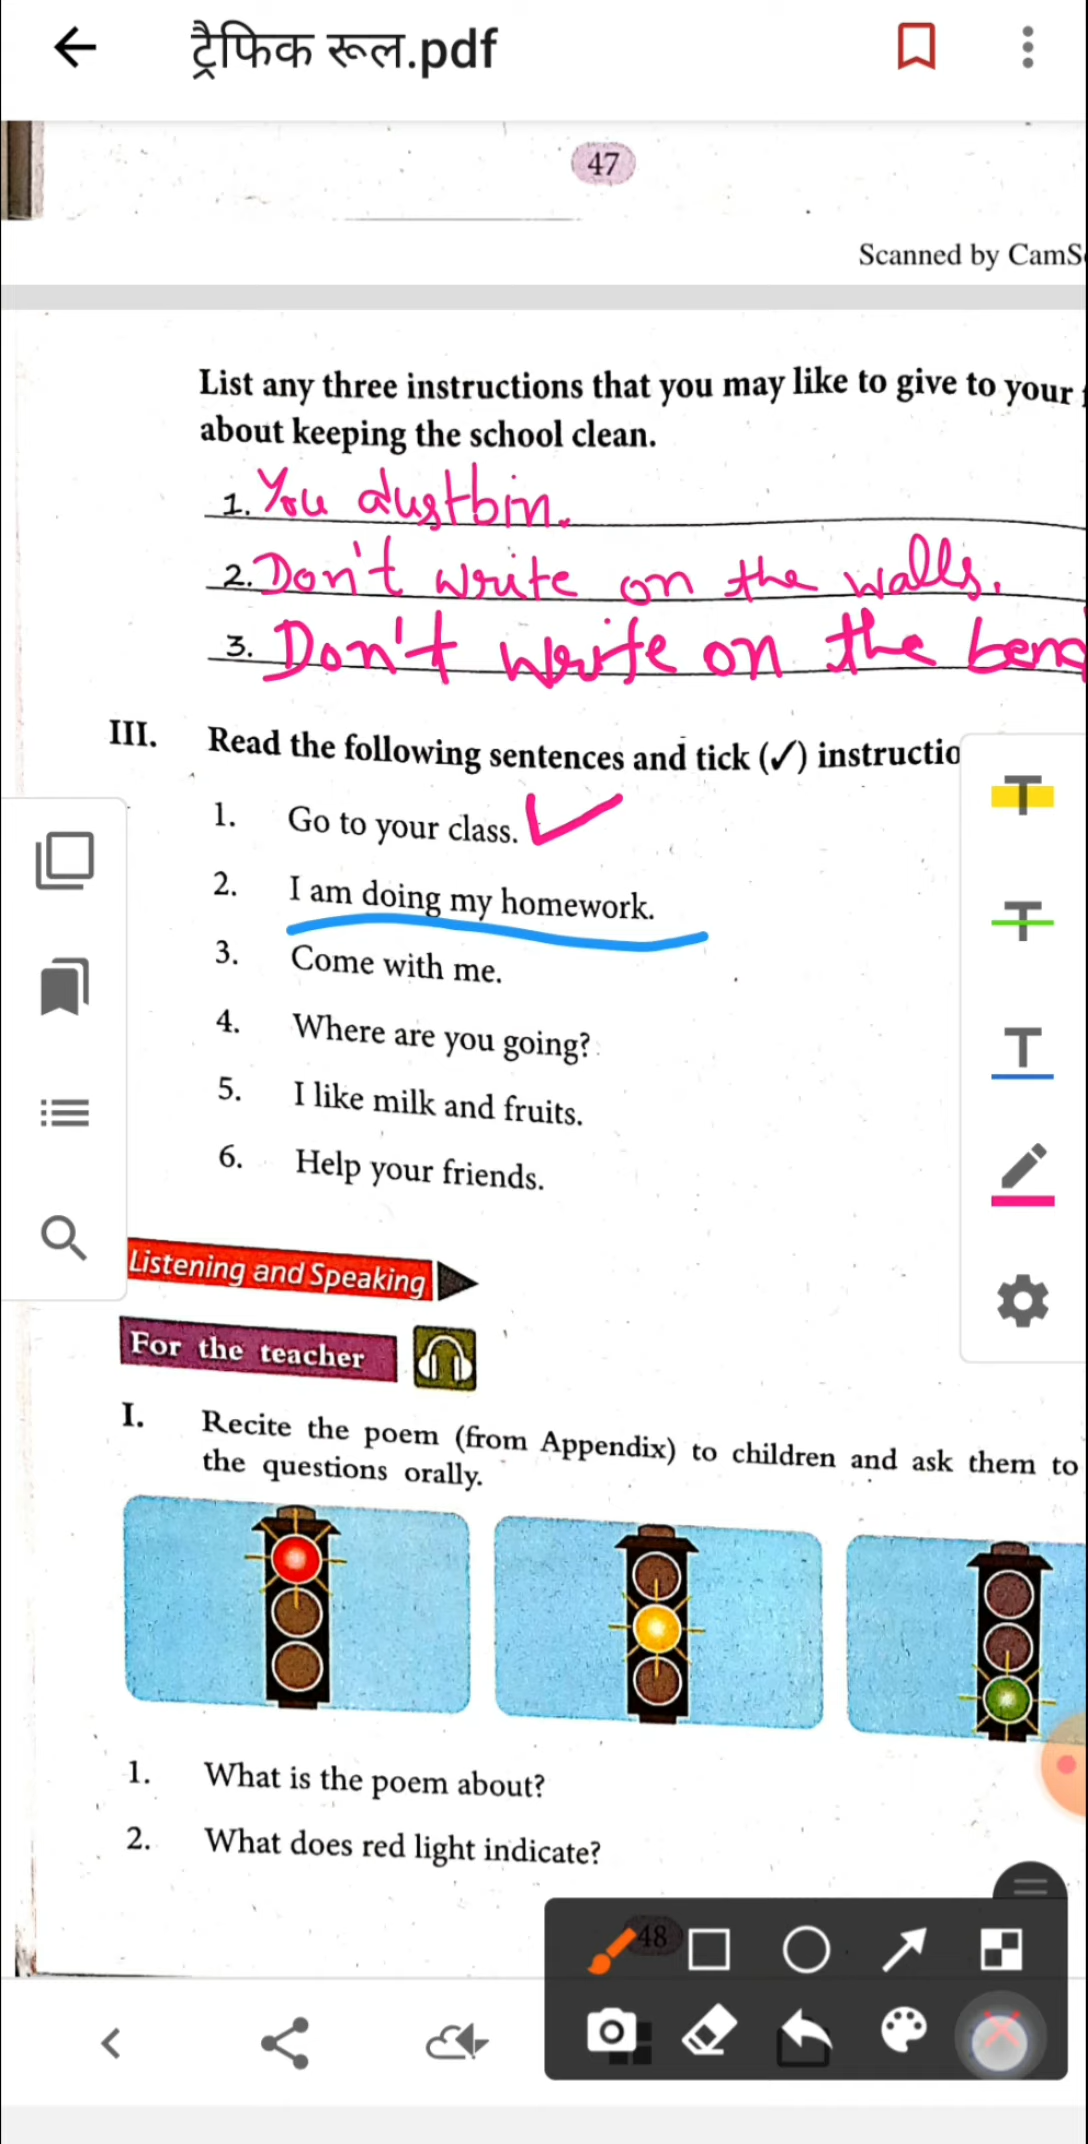 ट्रैफिक रूल.pdf
47
Scanned by CamS
List any three instructions that you may like to give to your
about keeping the school clean.
1. You dustbin.
2. Don't write on the walls.
3. Don't write on the
III. Read the following sentences and tick (✓) instructio
1. Go to your class. ✓
2. I am doing my homework.
3. Come with me.
4. Where are you going?
5. I like milk and fruits.
6. Help your friends.
Listening and Speaking
For the teacher
I. Recite the poem (from Appendix) to children and ask them to
the questions orally.
1. What is the poem about?
2. What does red light indicate?
48